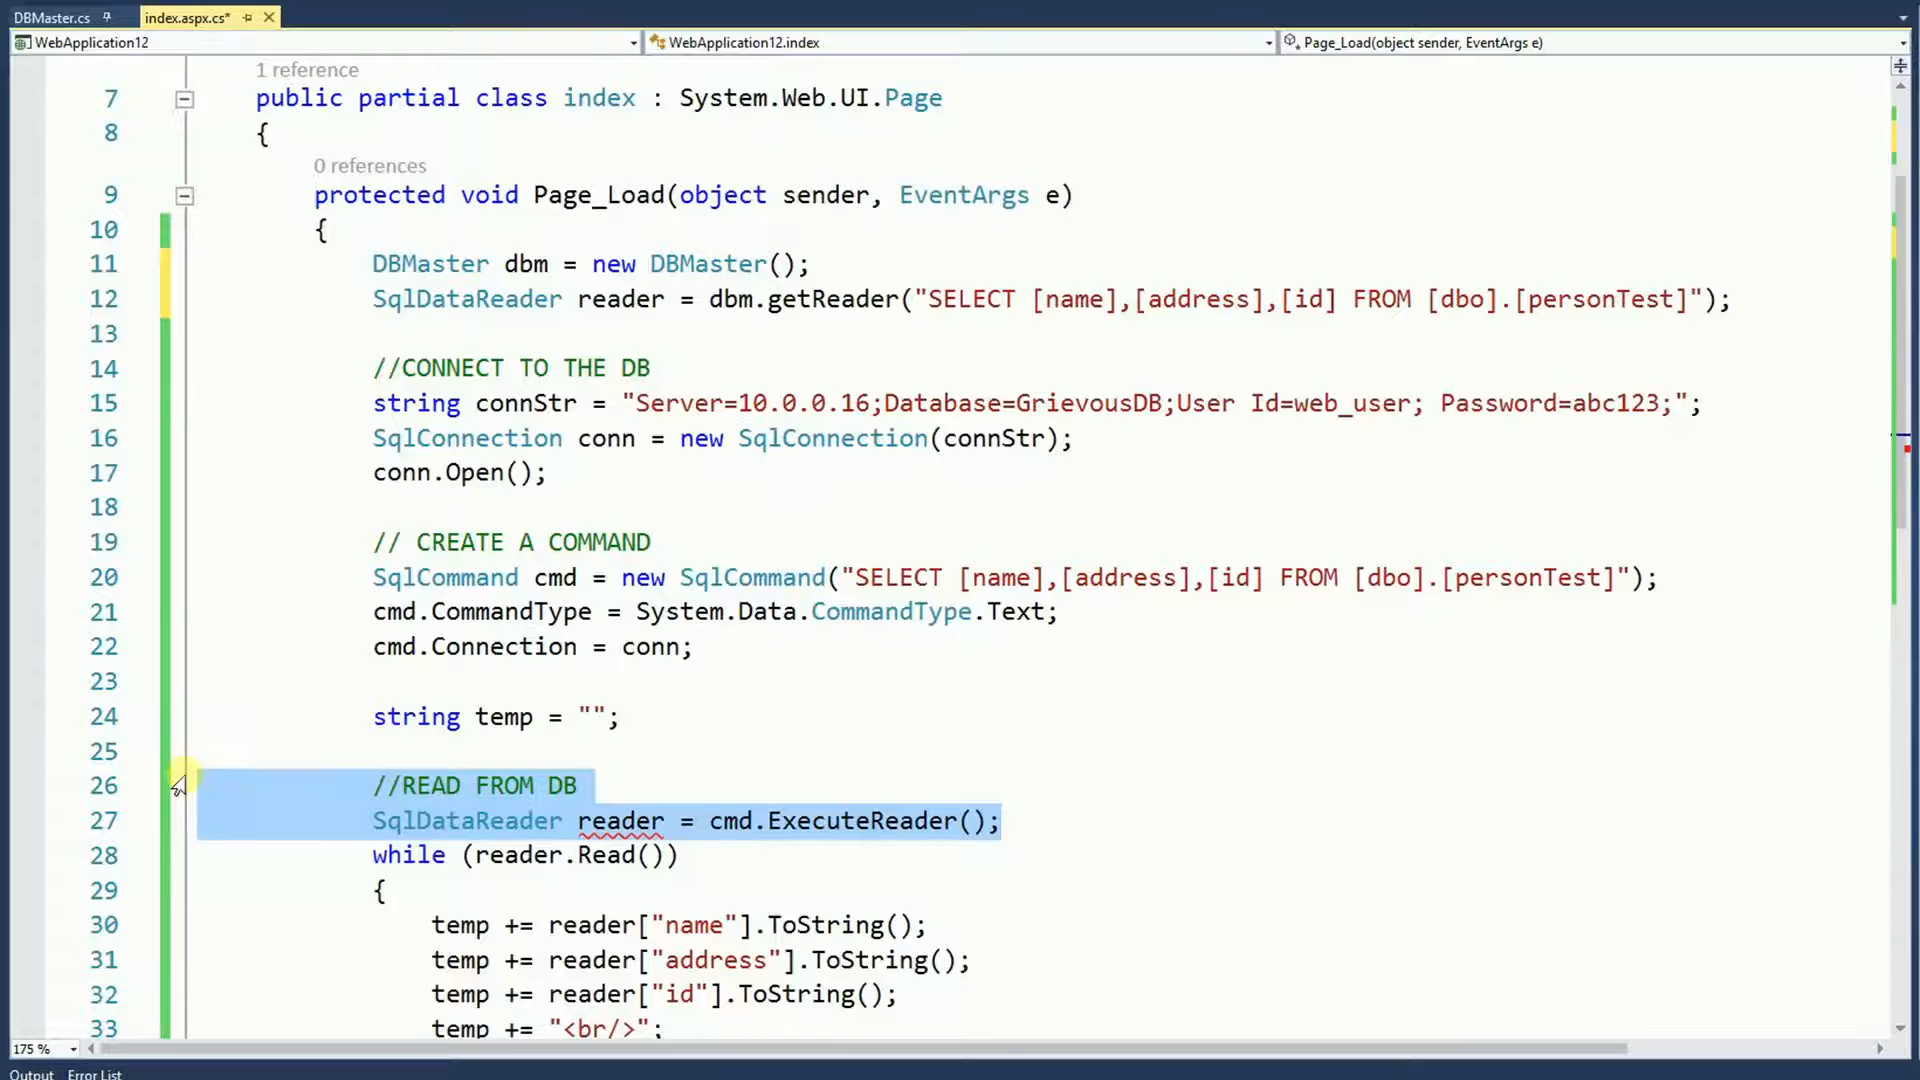 DBMaster.cs
index.aspx.cs*
WebApplication12
WebApplication12.index
Page_Load(object sender, EventArgs e)
1 reference
7 public partial class index : System.Web.UI.Page
8 {
0 references
9 protected void Page_Load(object sender, EventArgs e)
10 {
11 DBMaster dbm = new DBMaster();
12 SqlDataReader reader = dbm.getReader("SELECT [name],[address],[id] FROM [dbo].[personTest]");
13
14 //CONNECT TO THE DB
15 string connStr = "Server=10.0.0.16;Database=GrievousDB;User Id=web_user; Password=abc123;";
16 SqlConnection conn = new SqlConnection(connStr);
17 conn.Open();
18
19 // CREATE A COMMAND
20 SqlCommand cmd = new SqlCommand("SELECT [name],[address],[id] FROM [dbo].[personTest]");
21 cmd.CommandType = System.Data.CommandType.Text;
22 cmd.Connection = conn;
23
24 string temp = "";
25
26 //READ FROM DB
27 SqlDataReader reader = cmd.ExecuteReader();
28 while (reader.Read())
29 {
30 temp += reader["name"].ToString();
31 temp += reader["address"].ToString();
32 temp += reader["id"].ToString();
33 temp += "<br/>";
175 %
Output Error List